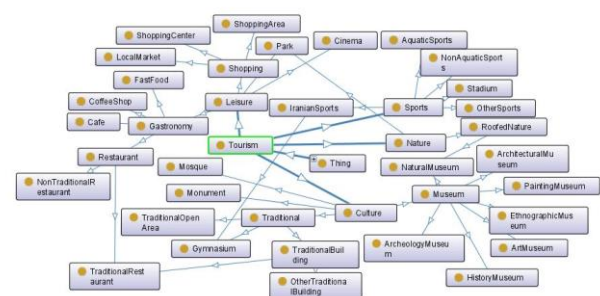 ShoppingArea
ShoppingCenter
Park
Cinema
AquaticSports
LocalMarket
Shopping
NonAquaticSport
s
FastFood
Stadium
CoffeeShop
Leisure
IranianSports
Sports
OtherSports
Cafe
Gastronomy
RoofedNature
Tourism
Nature
Restaurant
Mosque
Thing
NaturalMuseum
ArchitecturalMu
seum
NonTraditionalR
estaurant
Monument
Museum
PaintingMuseum
TraditionalOpen
Area
Traditional
Culture
EthnographicMus
eum
Gymnasium
TraditionalBuil
ding
ArcheologyMuseu
m
ArtMuseum
TraditionalRest
aurant
OtherTraditiona
lBuilding
HistoryMuseum